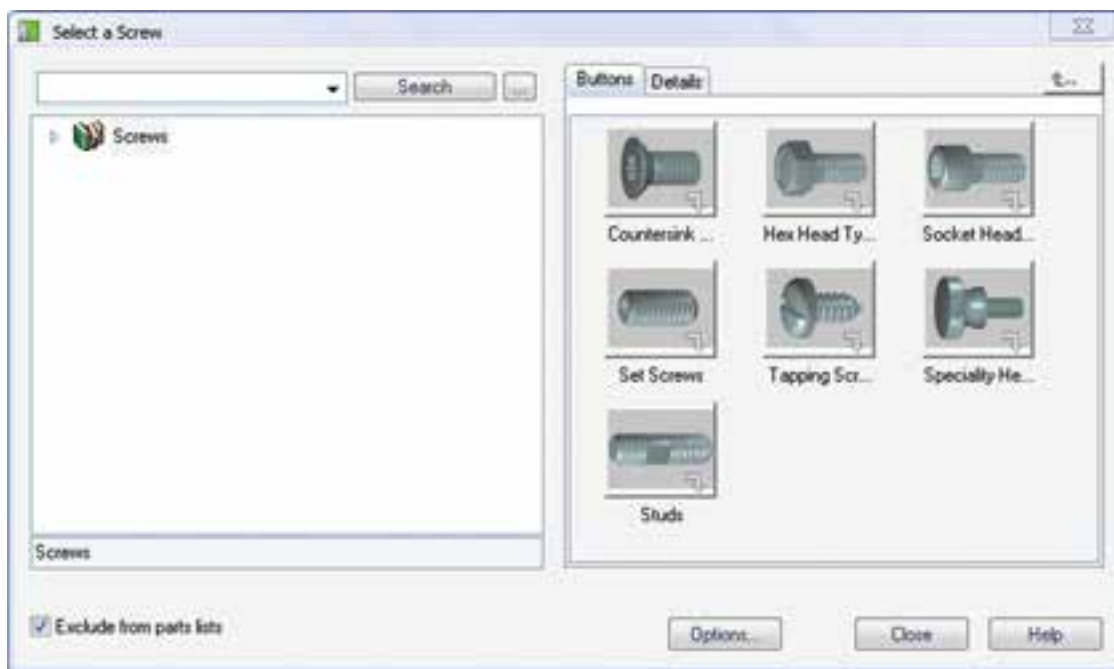 Select a Screw
Search ...
Buttons Details
Screws
Countersink ... Hex Head Ty... Socket Head...
Set Screws Tapping Scr... Speciality He...
Studs
Screws
Exclude from parts lists
Options... Close Help